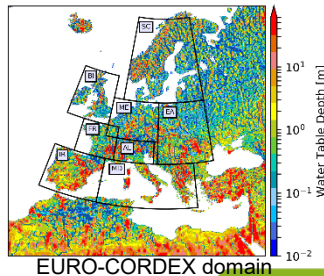 SC
BI
ME
EA
FR
AL
IM
MD
10¹
10⁰
10⁻¹
10⁻²
Water Table Depth [m]
EURO-CORDEX domain